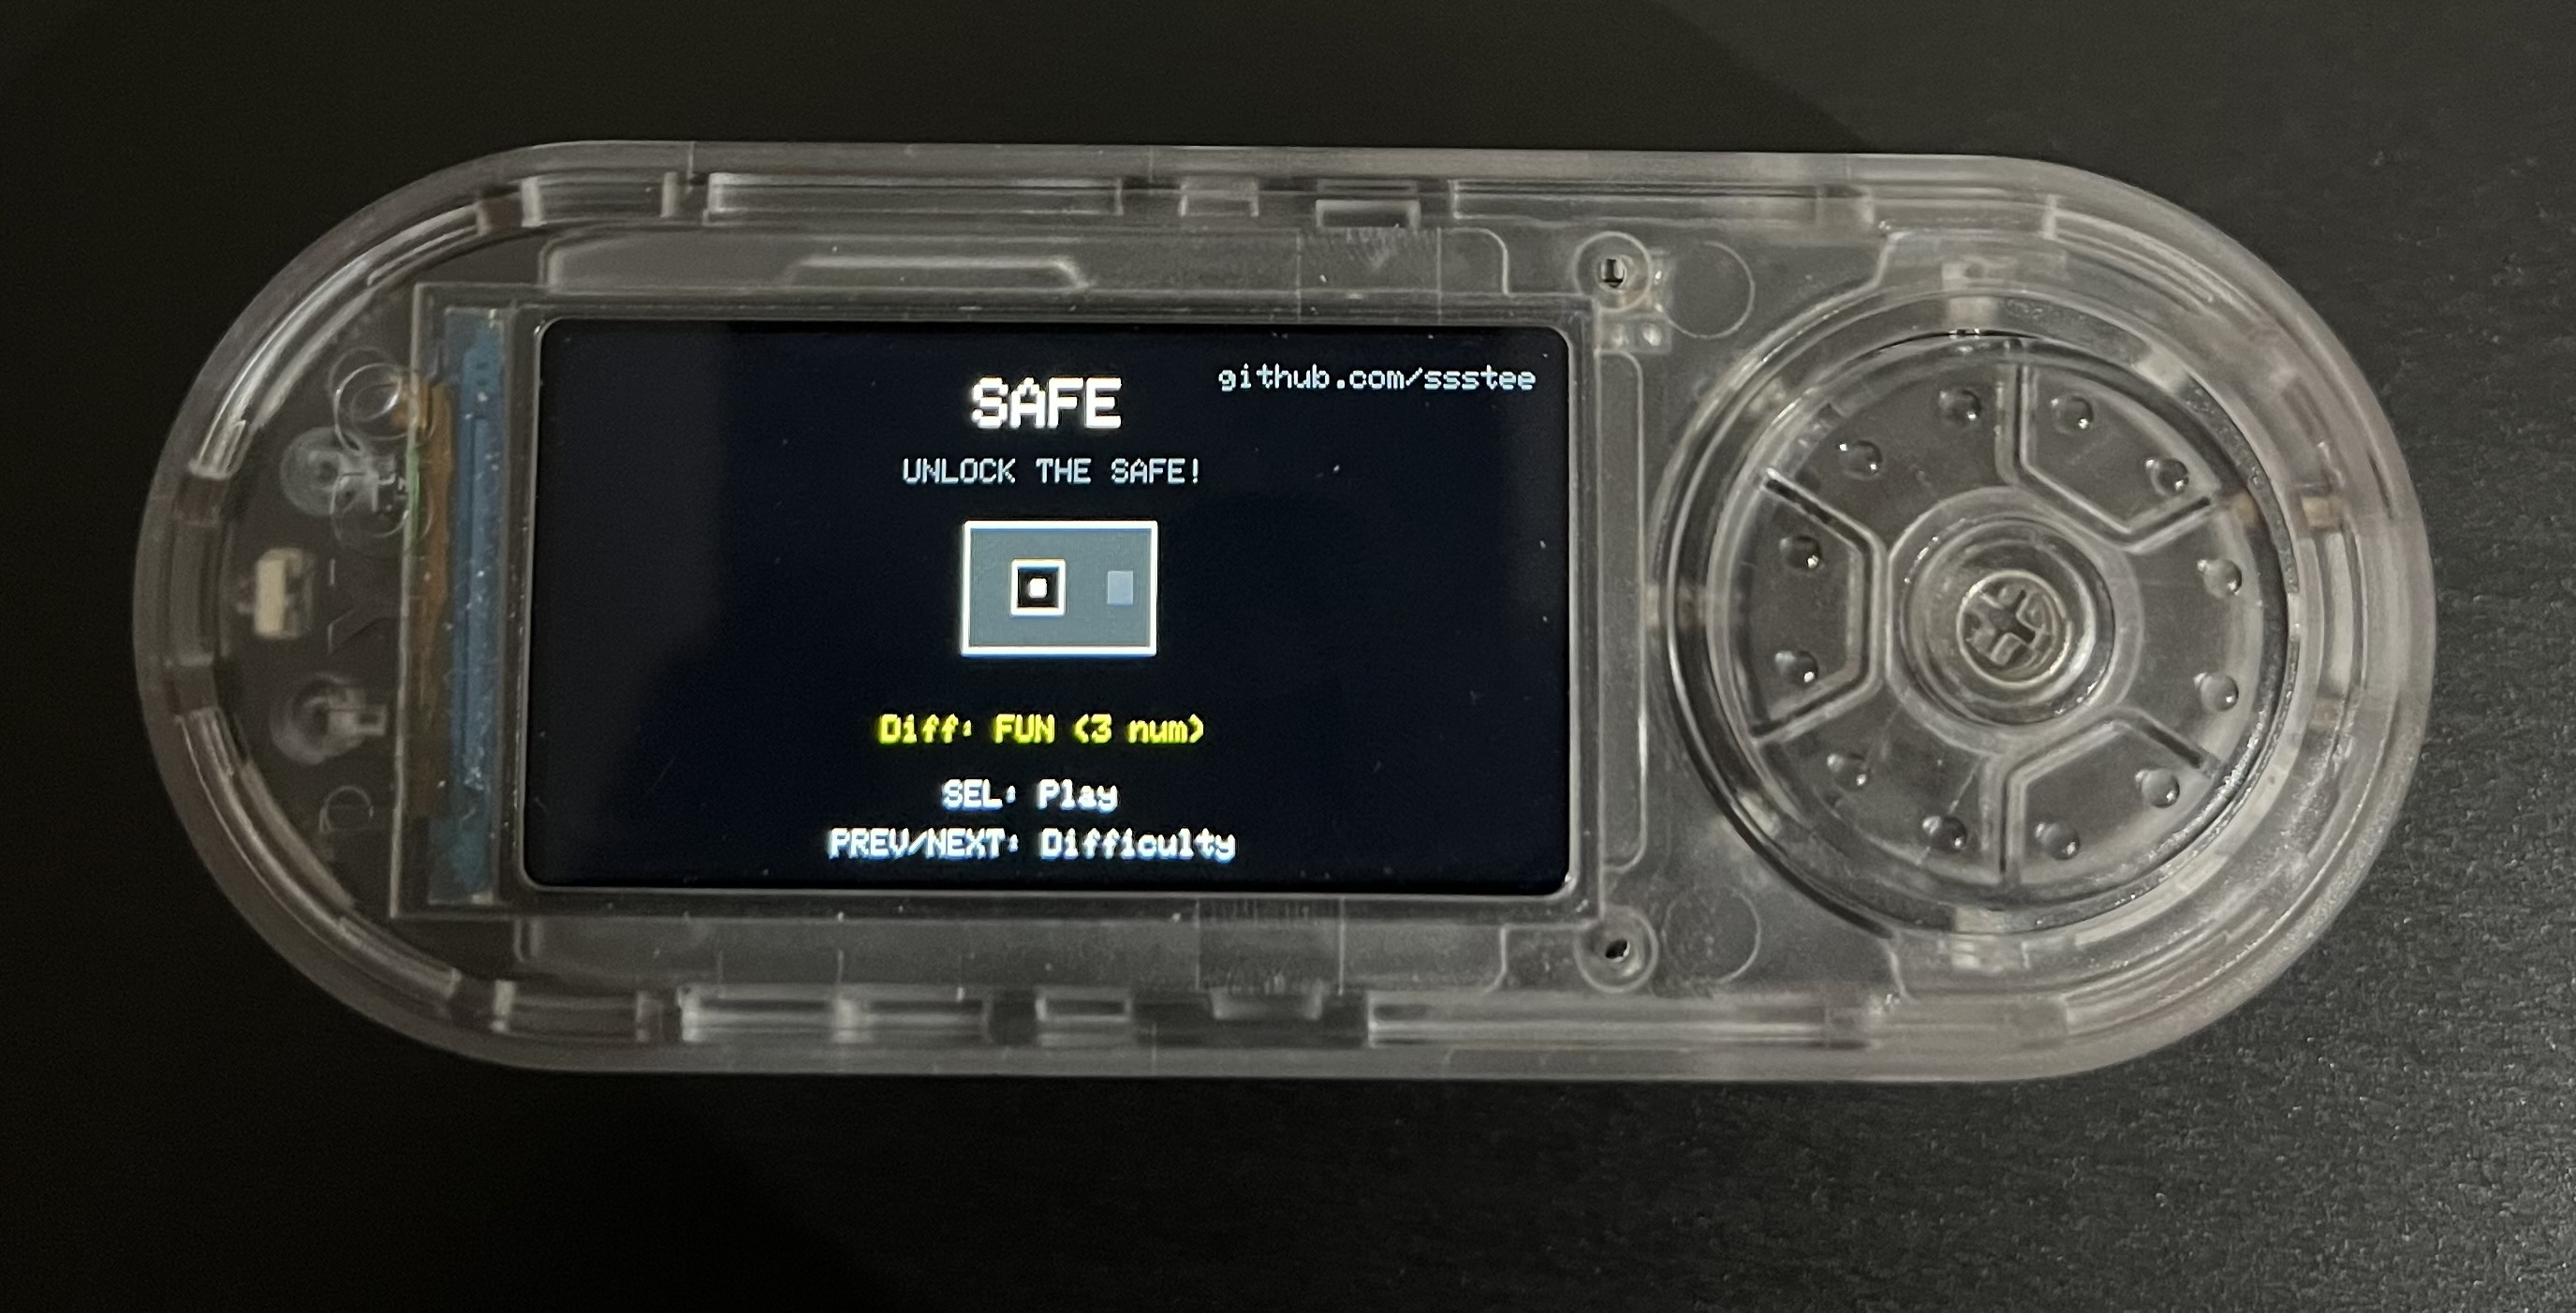 SAFE
github.com/ssstee
UNLOCK THE SAFE!
Diff: FUN (3 num)
SEL: Play
PREV/NEXT: Difficulty